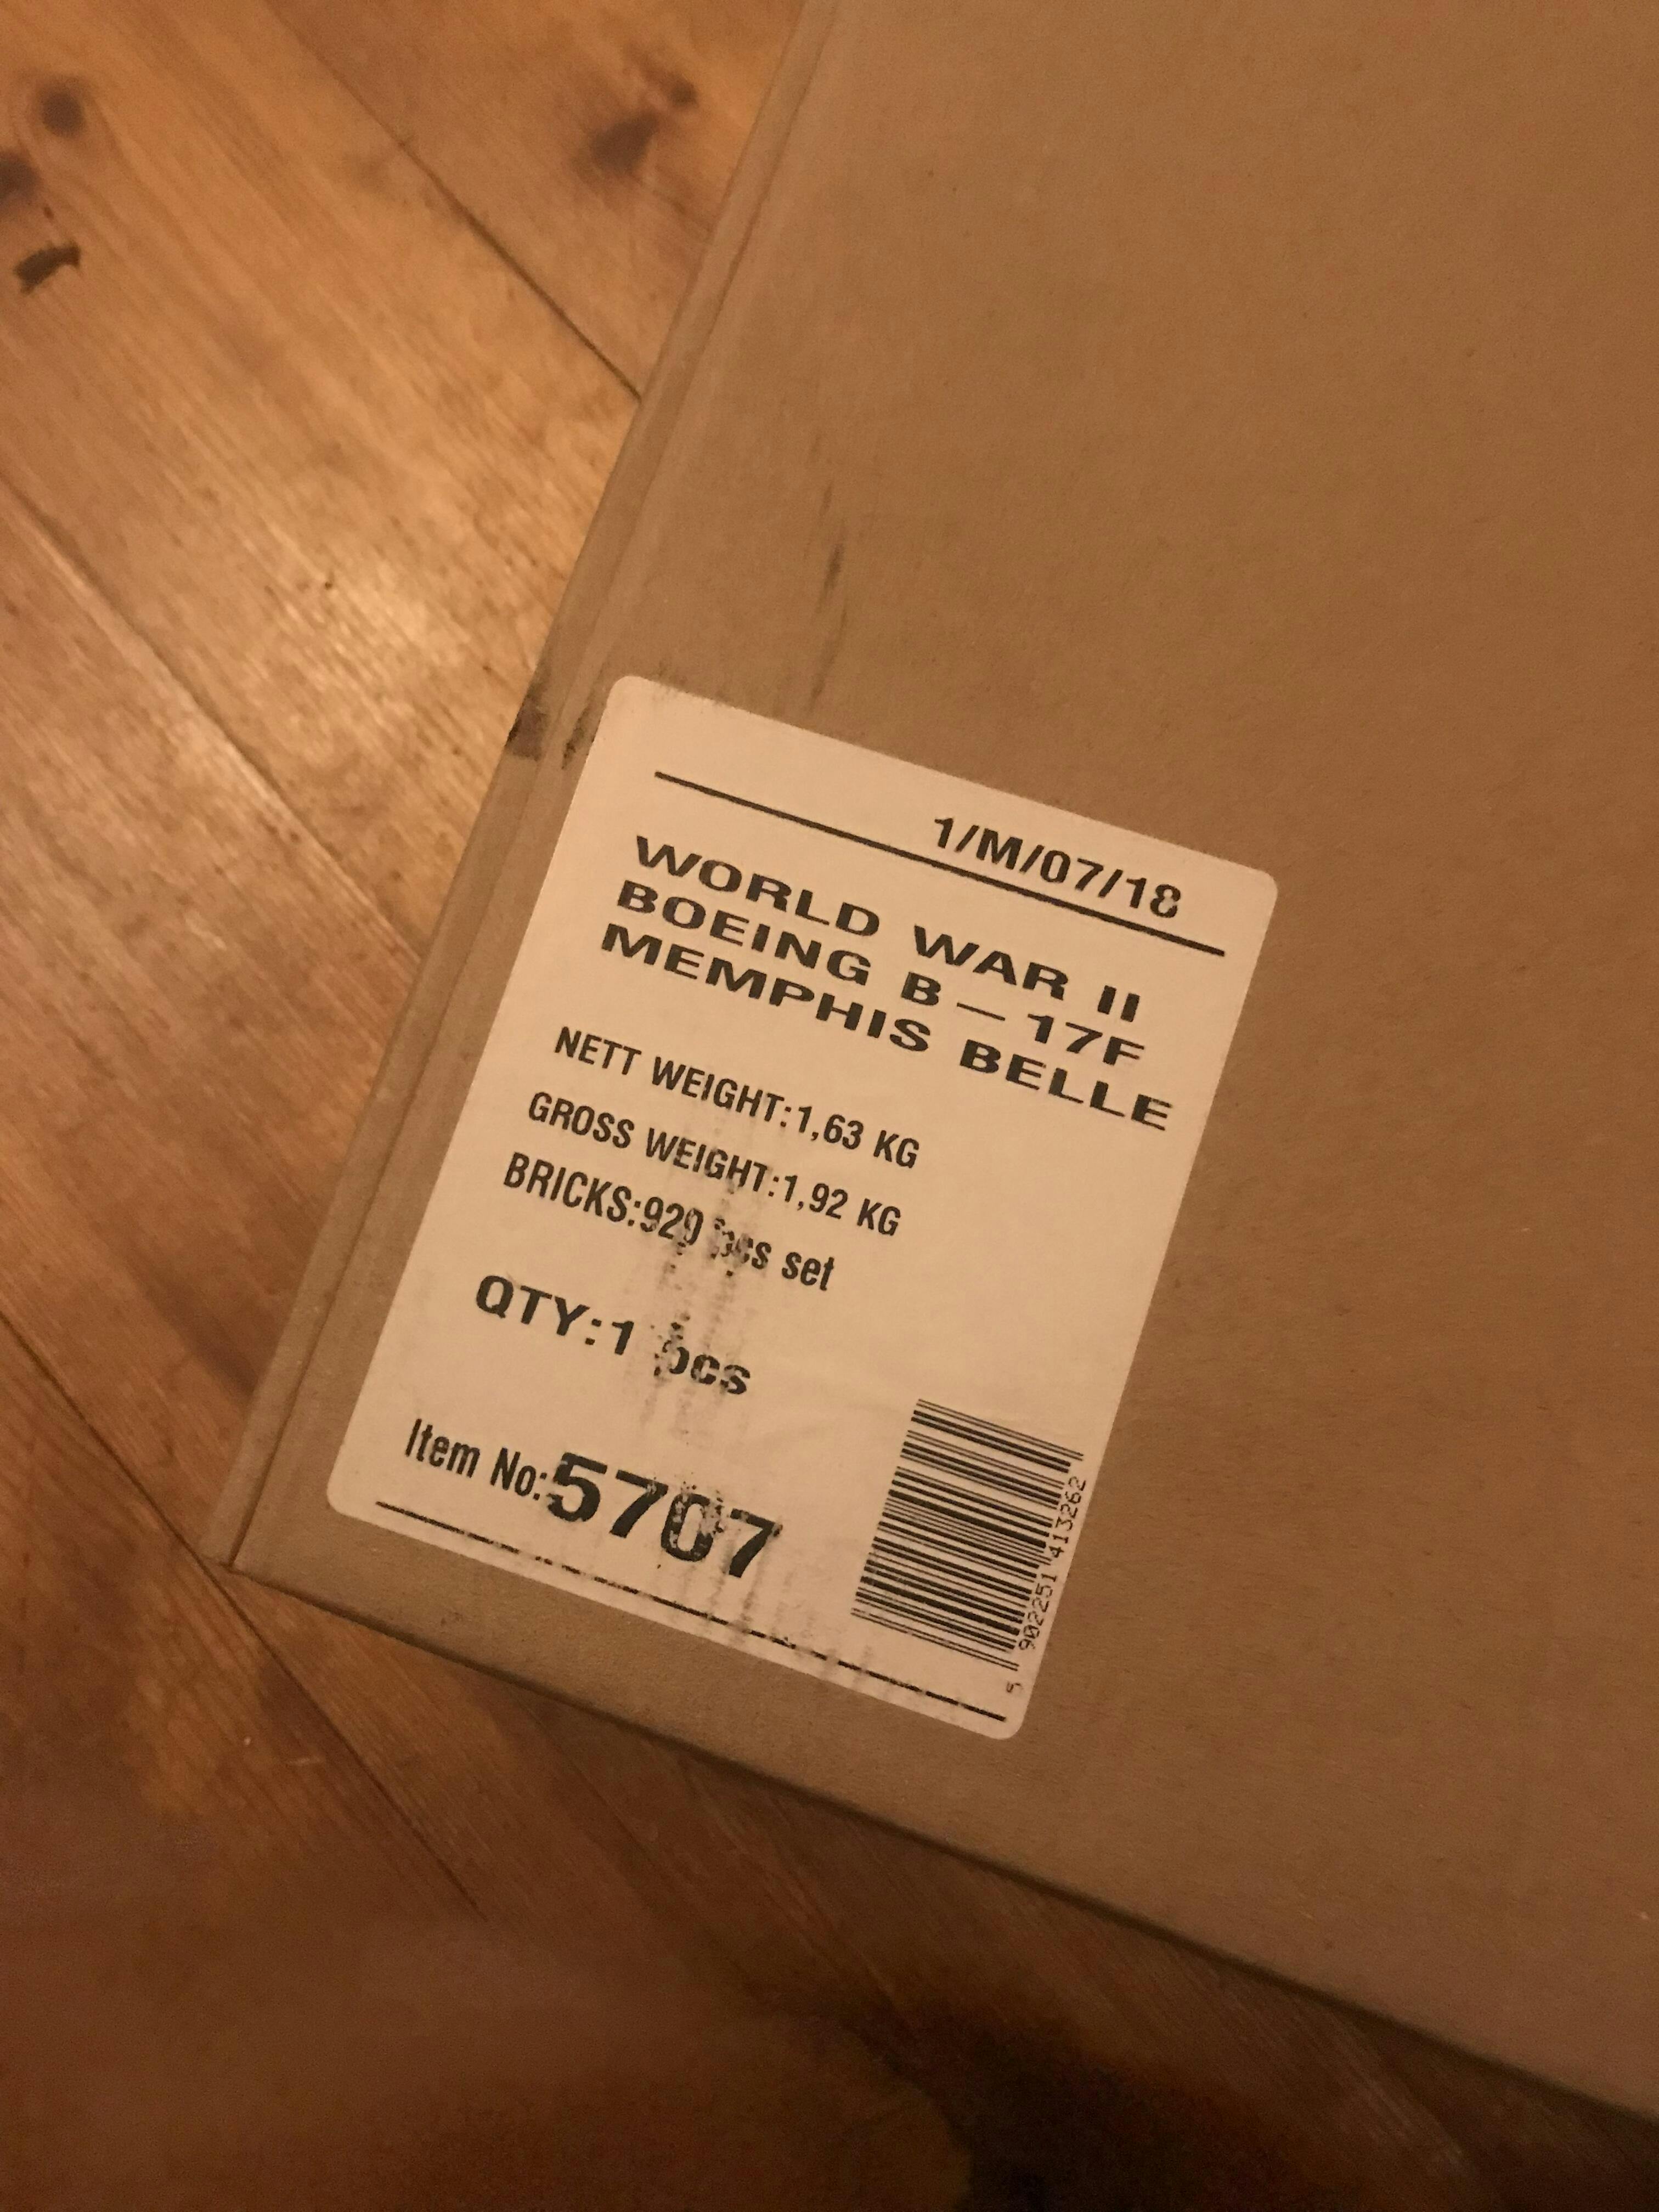 1/M/07/18
WORLD WAR II
BOEING B—17F
MEMPHIS BELLE
NETT WEIGHT:1,63 KG
GROSS WEIGHT:1,92 KG
BRICKS:920 pcs set
QTY:1 pcs
Item No:5707
5 902251 413262